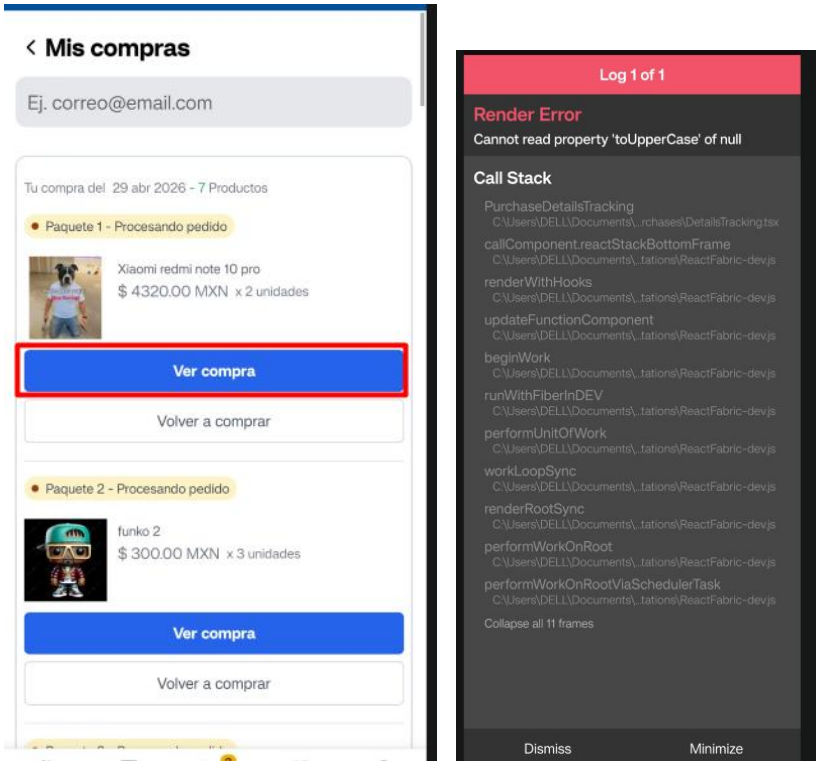 < Mis compras
Ej. correo@email.com
Tu compra del 29 abr 2026 - 7 Productos
Paquete 1 - Procesando pedido
Xiaomi redmi note 10 pro
$ 4320.00 MXN x 2 unidades
Ver compra
Volver a comprar
Paquete 2 - Procesando pedido
funko 2
$ 300.00 MXN x 3 unidades
Ver compra
Volver a comprar
Log 1 of 1
Render Error
Cannot read property 'toUpperCase' of null
Call Stack
PurchaseDetailsTracking
C:\Users\DELL\Documents\...rchases\DetailsTracking.tsx
callComponent.reactStackBottomFrame
C:\Users\DELL\Documents\...tations\ReactFabric-dev.js
renderWithHooks
C:\Users\DELL\Documents\...tations\ReactFabric-dev.js
updateFunctionComponent
C:\Users\DELL\Documents\...tations\ReactFabric-dev.js
beginWork
C:\Users\DELL\Documents\...tations\ReactFabric-dev.js
runWithFiberInDEV
C:\Users\DELL\Documents\...tations\ReactFabric-dev.js
performUnitOfWork
C:\Users\DELL\Documents\...tations\ReactFabric-dev.js
workLoopSync
C:\Users\DELL\Documents\...tations\ReactFabric-dev.js
renderRootSync
C:\Users\DELL\Documents\...tations\ReactFabric-dev.js
performWorkOnRoot
C:\Users\DELL\Documents\...tations\ReactFabric-dev.js
performWorkOnRootViaSchedulerTask
C:\Users\DELL\Documents\...tations\ReactFabric-dev.js
Collapse all 11 frames
Dismiss
Minimize